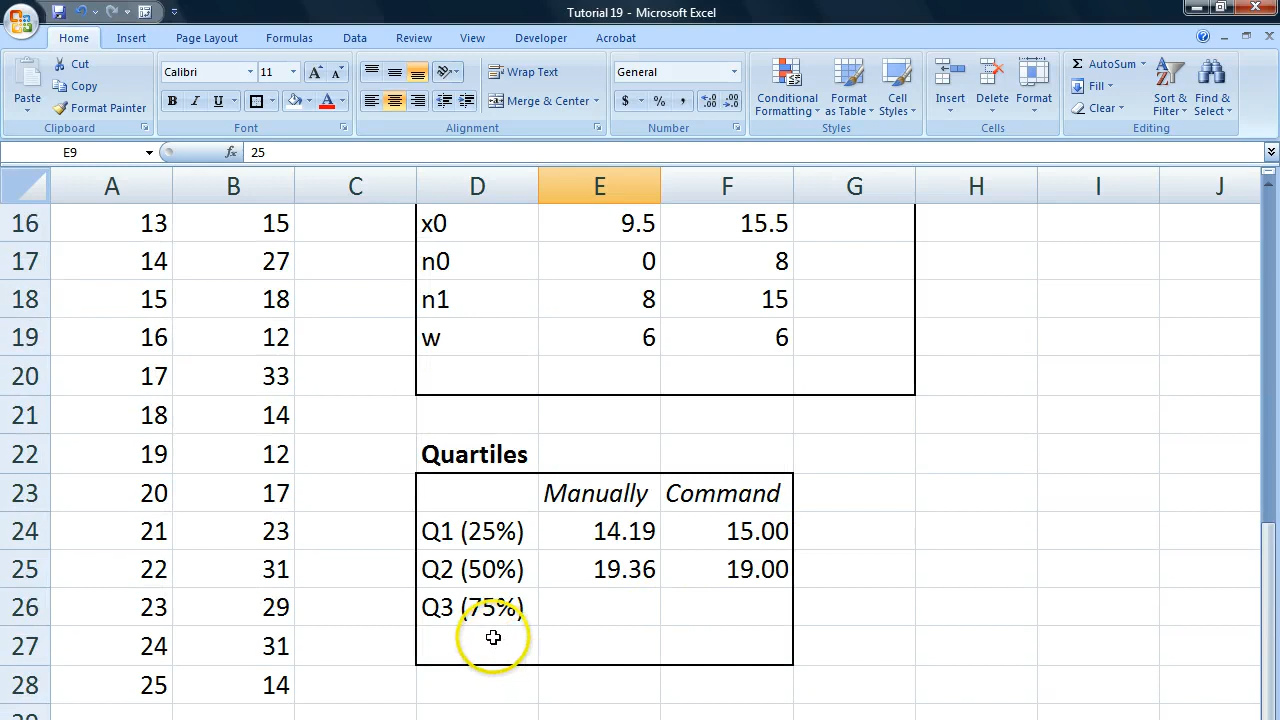 Tutorial 19 - Microsoft Excel
Home Insert Page Layout Formulas Data Review View Developer Acrobat
Paste
Cut
Copy
Format Painter
Clipboard
Calibri 11
B I U A
Font
Wrap Text
Merge & Center
Alignment
General
$ % ,
Number
Conditional Formatting
Format as Table
Cell Styles
Styles
Insert Delete Format
Cells
Σ AutoSum
Fill
Clear
Sort & Filter
Find & Select
Editing
E9 fx 25
A B C D E F G H I J
16 13 15 x0 9.5 15.5
17 14 27 n0 0 8
18 15 18 n1 8 15
19 16 12 w 6 6
20 17 33
21 18 14
22 19 12 Quartiles
23 20 17 Manually Command
24 21 23 Q1 (25%) 14.19 15.00
25 22 31 Q2 (50%) 19.36 19.00
26 23 29 Q3 (75%)
27 24 31
28 25 14